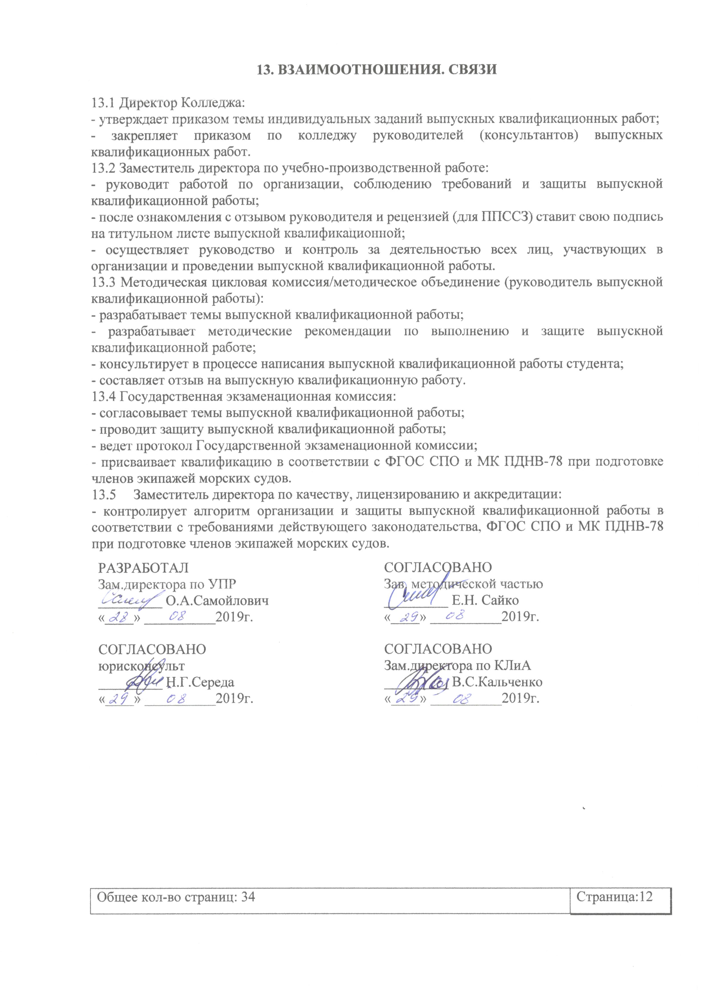 13. ВЗАИМООТНОШЕНИЯ. СВЯЗИ
13.1 Директор Колледжа:
- утверждает приказом темы индивидуальных заданий выпускных квалификационных работ;
- закрепляет приказом по колледжу руководителей (консультантов) выпускных
квалификационных работ.
13.2 Заместитель директора по учебно-производственной работе:
- руководит работой по организации, соблюдению требований и защиты выпускной
квалификационной работы;
- после ознакомления с отзывом руководителя и рецензией (для ППССЗ) ставит свою подпись
на титульном листе выпускной квалификационной;
- осуществляет руководство и контроль за деятельностью всех лиц, участвующих в
организации и проведении выпускной квалификационной работы.
13.3 Методическая цикловая комиссия/методическое объединение (руководитель выпускной
квалификационной работы):
- разрабатывает темы выпускной квалификационной работы;
- разрабатывает методические рекомендации по выполнению и защите выпускной
квалификационной работе;
- консультирует в процессе написания выпускной квалификационной работы студента;
- составляет отзыв на выпускную квалификационную работу.
13.4 Государственная экзаменационная комиссия:
- согласовывает темы выпускной квалификационной работы;
- проводит защиту выпускной квалификационной работы;
- ведет протокол Государственной экзаменационной комиссии;
- присваивает квалификацию в соответствии с ФГОС СПО и МК ПДНВ-78 при подготовке
членов экипажей морских судов.
13.5 Заместитель директора по качеству, лицензированию и аккредитации:
- контролирует алгоритм организации и защиты выпускной квалификационной работы в
соответствии с требованиями действующего законодательства, ФГОС СПО и МК ПДНВ-78
при подготовке членов экипажей морских судов.
РАЗРАБОТАЛ
Зам.директора по УПР
О.А.Самойлович
«28» 08 2019г.
СОГЛАСОВАНО
Зав. методической частью
Е.Н. Сайко
«29» 08 2019г.
СОГЛАСОВАНО
юрисконсульт
Н.Г.Середа
«29» 08 2019г.
СОГЛАСОВАНО
Зам.директора по КЛиА
В.С.Кальченко
«29» 08 2019г.
Общее кол-во страниц: 34
Страница:12